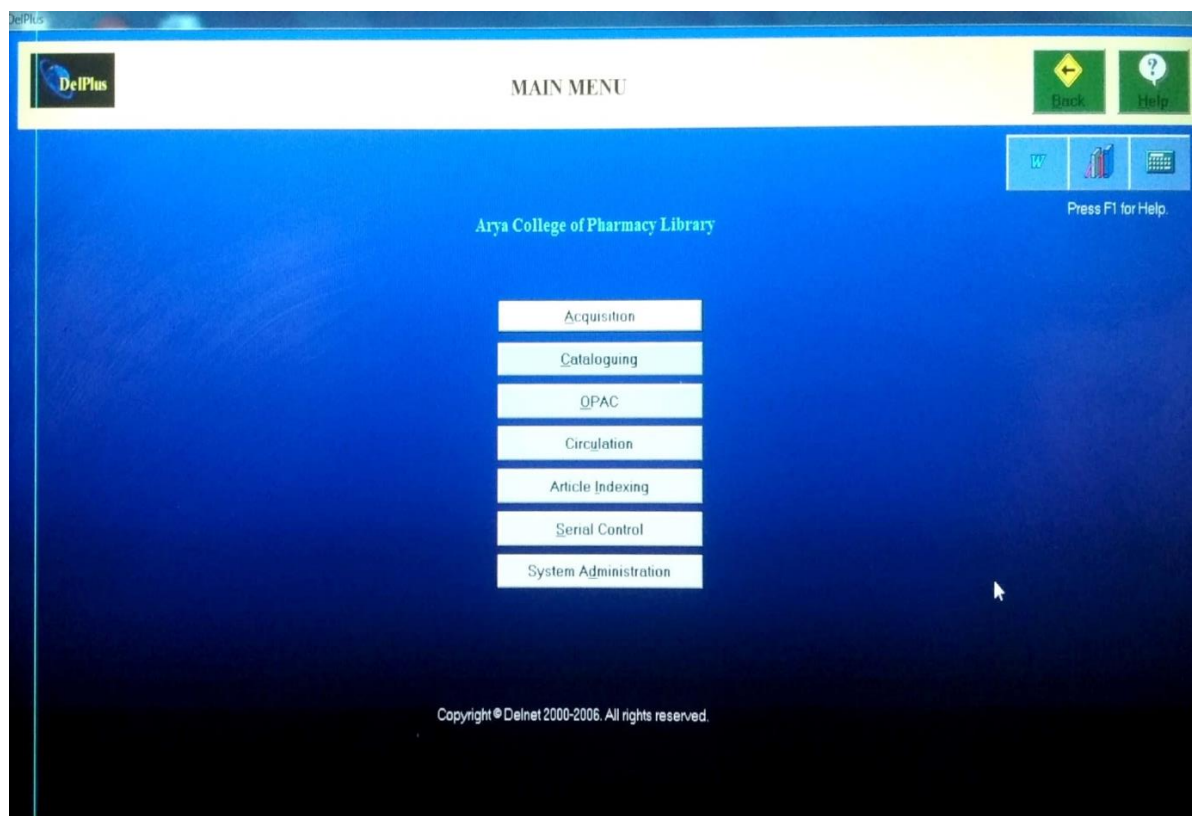 DelPlus
DelPlus
MAIN MENU
Back
Help
W
Press F1 for Help.
Arya College of Pharmacy Library
Acquisition
Cataloguing
OPAC
Circulation
Article Indexing
Serial Control
System Administration
Copyright © Delnet 2000-2006. All rights reserved.